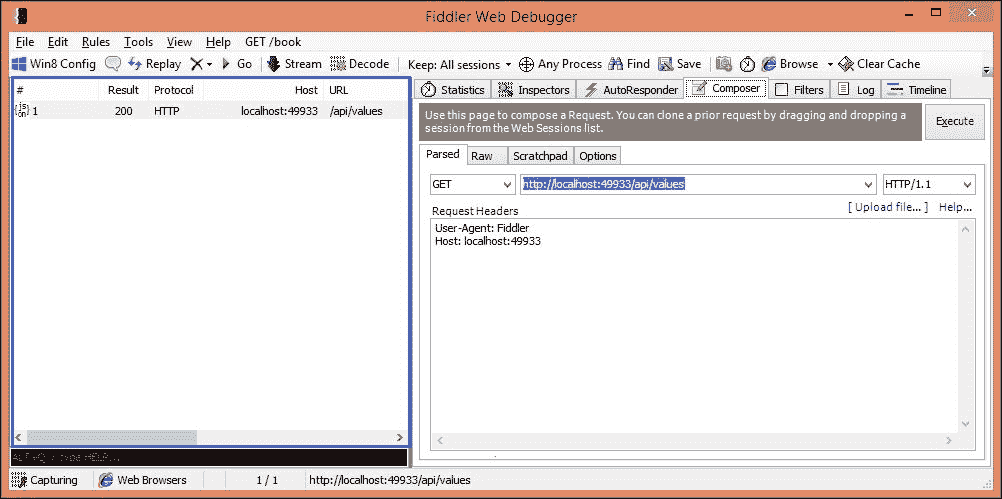 Fiddler Web Debugger
File Edit Rules Tools View Help GET /book
Win8 Config Replay Go Stream Decode Keep: All sessions Any Process Find Save Browse Clear Cache
# Result Protocol Host URL
1 200 HTTP localhost:49933 /api/values
Statistics Inspectors AutoResponder Composer Filters Log Timeline
Use this page to compose a Request. You can clone a prior request by dragging and dropping a
session from the Web Sessions list.
Execute
Parsed Raw Scratchpad Options
GET http://localhost:49933/api/values HTTP/1.1
Request Headers [ Upload file... ] Help...
User-Agent: Fiddler
Host: localhost:49933
type HELP...
Capturing Web Browsers 1 / 1 http://localhost:49933/api/values